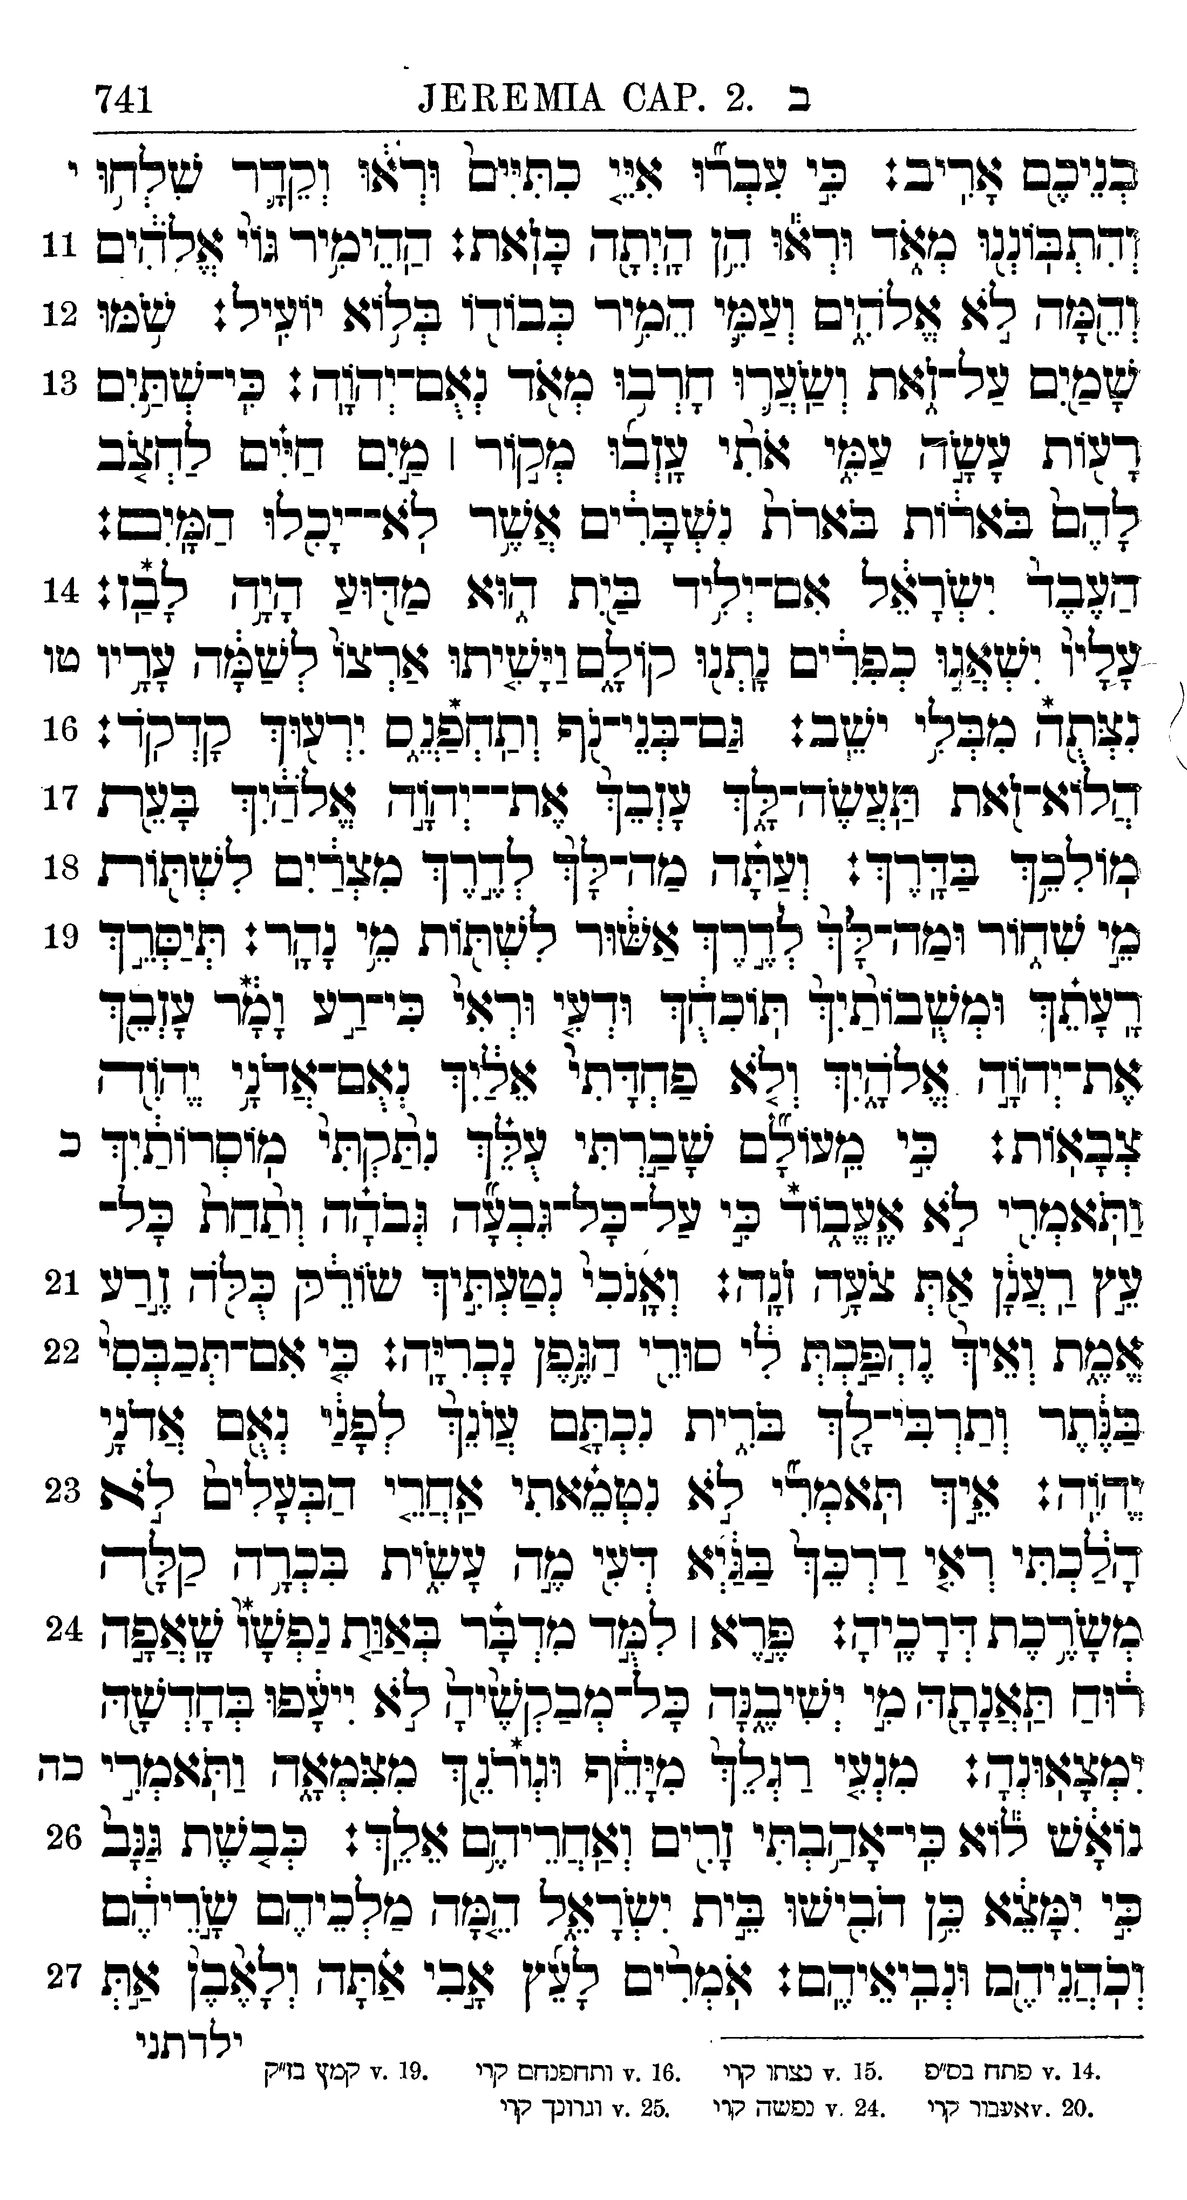 741 JEREMIA CAP. 2. ב
בְּנֵיכֶ֖ם אָרִֽיב׃ כִּ֣י עִבְר֞וּ אִיֵּ֤י כִתִּיִּים֙ וּרְא֔וּ וְקֵדָ֛ר שִׁלְח֥וּ י
וְהִתְבּֽוֹנְנ֖וּ מְאֹ֑ד וּרְא֕וּ הֵ֥ן הָֽיְתָ֖ה כָּזֹֽאת׃ הַֽהֵימִ֥יר גּוֹי֙ אֱלֹהִ֔ים 11
וְהֵ֖מָּה לֹ֣א אֱלֹהִ֑ים וְעַמִּ֛י הֵמִ֥יר כְּבוֹד֖וֹ בְּל֥וֹא יוֹעִֽיל׃ שֹׁ֥מּוּ 12
שָׁמַ֖יִם עַל־זֹ֑את וְשַֽׂעֲר֛וּ חָרְב֥וּ מְאֹ֖ד נְאֻם־יְהוָֽה׃ כִּֽי־שְׁתַּ֥יִם 13
רָע֖וֹת עָשָׂ֣ה עַמִּ֑י אֹתִ֨י עָֽזְב֜וּ מְק֣וֹר ׀ מַ֣יִם חַיִּ֗ים לַחְצֹ֤ב
לָהֶם֙ בֹּאר֔וֹת בֹּארֹת֙ נִשְׁבָּרִ֔ים אֲשֶׁ֥ר לֹֽא־יָכִ֖לוּ הַמָּֽיִם׃
הַעֶ֙בֶד֙ יִשְׂרָאֵ֔ל אִם־יְלִ֥יד בַּ֖יִת ה֑וּא מַדּ֖וּעַ הָיָ֥ה לָבַֽז*׃ 14
עָלָיו֙ יִשְׁאֲג֣וּ כְפִרִ֔ים נָֽתְנ֖וּ קוֹלָ֑ם וַיָּשִׁ֤יתוּ אַרְצוֹ֙ לְשַׁמָּ֔ה עָרָ֥יו טו
נִצְּתֻ֖ה* מִבְּלִ֥י יֹשֵֽׁב׃ גַּם־בְּנֵי־נֹ֖ף וְתַֽחְפַּנֵ֑ס* יִרְע֖וּךְ קָדְקֹֽד׃ 16
הֲלוֹא־זֹ֖את תַּֽעֲשֶׂה־לָּ֑ךְ עָזְבֵךְ֙ אֶת־יְהוָ֣ה אֱלֹהַ֔יִךְ בְּעֵ֖ת 17
מֽוֹלִכֵ֥ךְ בַּדָּֽרֶךְ׃ וְעַתָּ֗ה מַה־לָּךְ֙ לְדֶ֣רֶךְ מִצְרַ֔יִם לִשְׁתּ֖וֹת 18
מֵ֣י שִׁח֑וֹר וּמַה־לָּךְ֙ לְדֶ֣רֶךְ אַשּׁ֔וּר לִשְׁתּ֖וֹת מֵ֥י נָהָֽר׃ תְּיַסְּרֵ֣ךְ 19
רָֽעָתֵ֗ךְ וּמְשֻֽׁבוֹתַ֙יִךְ֙ תּֽוֹכִחֻ֔ךְ וּדְעִ֤י וּרְאִי֙ כִּי־רַ֣ע וָמָ֔ר* עָזְבֵ֖ךְ
אֶת־יְהוָ֣ה אֱלֹהָ֑יִךְ וְלֹ֤א פַחְדָּתִי֙ אֵלַ֔יִךְ נְאֻם־אֲדֹנָ֥י יֱהוִ֖ה
צְבָאֽוֹת׃ כִּ֣י מֵֽעוֹלָ֞ם שָׁבַ֣רְתִּי עֻלֵּ֗ךְ נִתַּ֙קְתִּי֙ מֽוֹסְרוֹתַ֔יִךְ כ
וַתֹּֽאמְרִ֖י לֹ֣א אֶֽעֱב֑וֹד* כִּ֣י עַל־כָּל־גִּבְעָ֞ה גְּבֹהָ֗ה וְתַ֙חַת֙ כָּל־
עֵ֣ץ רַֽעֲנָ֔ן אַ֖תְּ צֹעָ֥ה זֹנָֽה׃ וְאָֽנֹכִי֙ נְטַעְתִּ֣יךְ שׂוֹרֵ֔ק כֻּלֹּ֖ה זֶ֣רַע 21
אֱמֶ֑ת וְאֵיךְ֙ נֶהְפַּ֣כְתְּ לִ֔י סוּרֵ֖י הַגֶּ֥פֶן נָכְרִיָּֽה׃ כִּ֤י אִם־תְּכַבְּסִי֙ 22
בַּנֶּ֔תֶר וְתַרְבִּי־לָ֖ךְ בֹּרִ֑ית נִכְתָּ֤ם עֲוֹנֵךְ֙ לְפָנַ֔י נְאֻ֖ם אֲדֹנָ֥י
יֱהוִֽה׃ אֵ֣יךְ תֹּֽאמְרִ֞י לֹ֣א נִטְמֵ֗אתִי אַֽחֲרֵ֤י הַבְּעָלִים֙ לֹ֣א 23
הָלַ֔כְתִּי רְאִ֤י דַרְכֵּךְ֙ בַּגַּ֔יְא דְּעִ֖י מֶ֣ה עָשִׂ֑ית בִּכְרָ֥ה קַלָּ֖ה
מְשָׂרֶ֥כֶת דְּרָכֶֽיהָ׃ פֶּ֣רֶא ׀ לִמֻּ֣ד מִדְבָּ֗ר בְּאַוַּ֤ת נַפְשָׁו֙* שָֽׁאֲפָ֣ה 24
ר֔וּחַ תַּֽאֲנָתָ֖הּ מִ֣י יְשִׁיבֶ֑נָּה כָּל־מְבַקְשֶׁ֙יהָ֙ לֹ֣א יִיעָ֔פוּ בְּחָדְשָׁ֖הּ
יִמְצָאֽוּנְהָ׃ מִנְעִ֤י רַגְלֵךְ֙ מִיָּחֵ֔ף וּגְורֹנֵ֖ךְ* מִצִּמְאָ֑ה וַתֹּֽאמְרִ֣י כה
נוֹאָ֔שׁ ל֕וֹא כִּֽי־אָהַ֥בְתִּי זָרִ֖ים וְאַֽחֲרֵיהֶ֥ם אֵלֵֽךְ׃ כְּבֹ֤שֶׁת גַּנָּב֙ 26
כִּ֣י יִמָּצֵ֔א כֵּ֥ן הֹבִ֖ישׁוּ בֵּ֣ית יִשְׂרָאֵ֑ל הֵ֤מָּה מַלְכֵיהֶם֙ שָֽׂרֵיהֶ֔ם
וְכֹֽהֲנֵיהֶ֖ם וּנְבִֽיאֵיהֶֽם׃ אֹֽמְרִ֨ים לָעֵ֜ץ אָ֣בִי אַ֗תָּה וְלָאֶ֙בֶן֙ אַ֣תְּ 27
ילדתני
v. 14. פתח בס״פ v. 15. נצתו קרי v. 16. ותחפנחס קרי v. 19. קמץ בז״ק
v. 20. אעבור קרי v. 24. נפשה קרי v. 25. וגרונך קרי